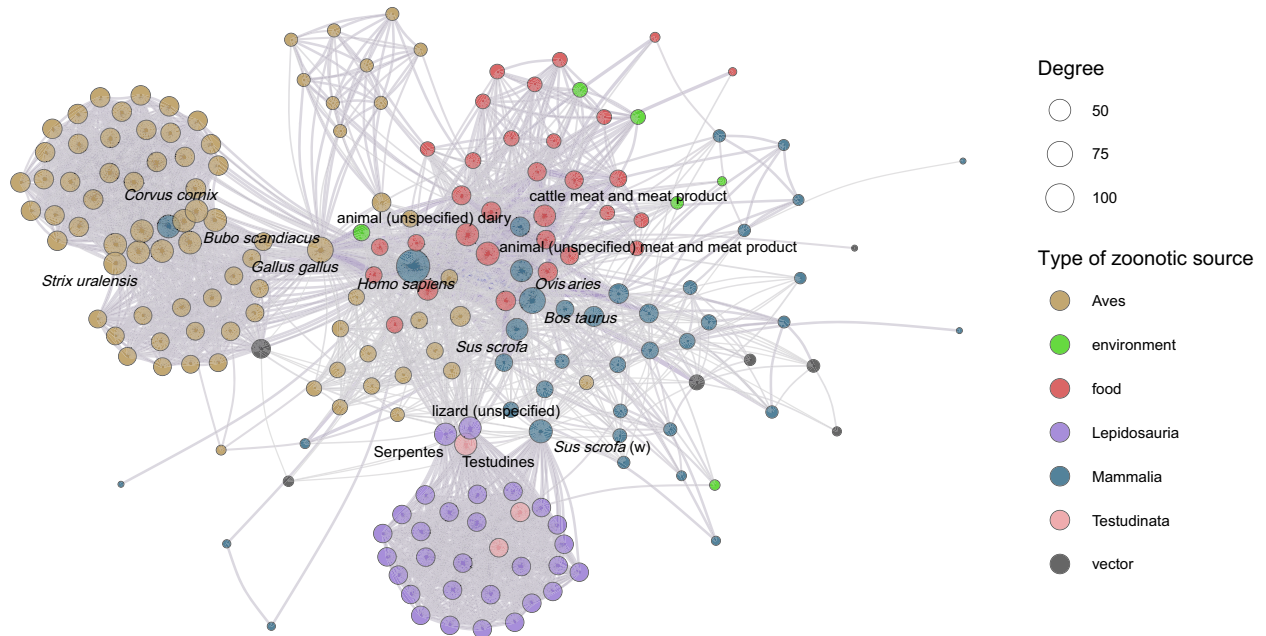 Corvus cornix
Bubo scandiacus
Strix uralensis
Gallus gallus
animal (unspecified) dairy
cattle meat and meat product
animal (unspecified) meat and meat product
Homo sapiens
Ovis aries
Bos taurus
Sus scrofa
lizard (unspecified)
Serpentes
Testudines
Sus scrofa (w)
Degree
50
75
100
Type of zoonotic source
Aves
environment
food
Lepidosauria
Mammalia
Testudinata
vector